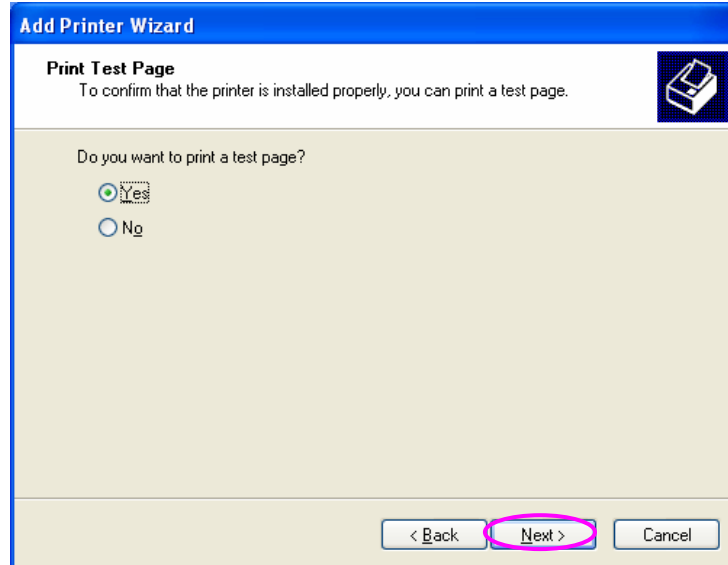 Add Printer Wizard
Print Test Page
To confirm that the printer is installed properly, you can print a test page.
Do you want to print a test page?
Yes
No
< Back
Next >
Cancel